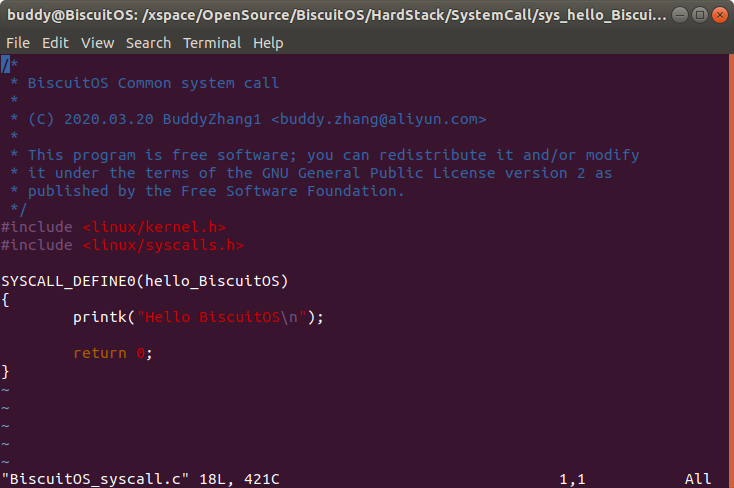 buddy@BiscuitOS: /xspace/OpenSource/BiscuitOS/HardStack/SystemCall/sys_hello_Biscui...
File Edit View Search Terminal Help
/*
 * BiscuitOS Common system call
 *
 * (C) 2020.03.20 BuddyZhang1 <buddy.zhang@aliyun.com>
 *
 * This program is free software; you can redistribute it and/or modify
 * it under the terms of the GNU General Public License version 2 as
 * published by the Free Software Foundation.
 */
#include <linux/kernel.h>
#include <linux/syscalls.h>

SYSCALL_DEFINE0(hello_BiscuitOS)
{
        printk("Hello BiscuitOS\n");

        return 0;
}
~
~
~
~
~
"BiscuitOS_syscall.c" 18L, 421C 1,1 All